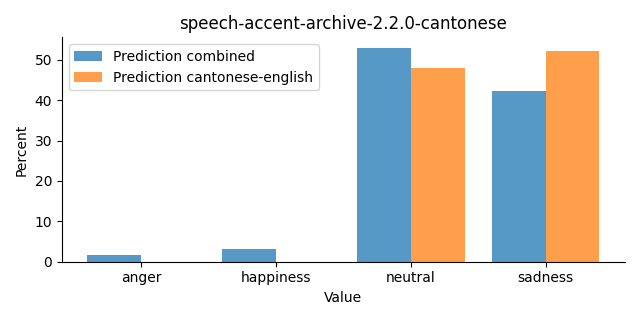 speech-accent-archive-2.2.0-cantonese
Prediction combined
Prediction cantonese-english
Percent
50
40
30
20
10
0
anger happiness neutral sadness
Value